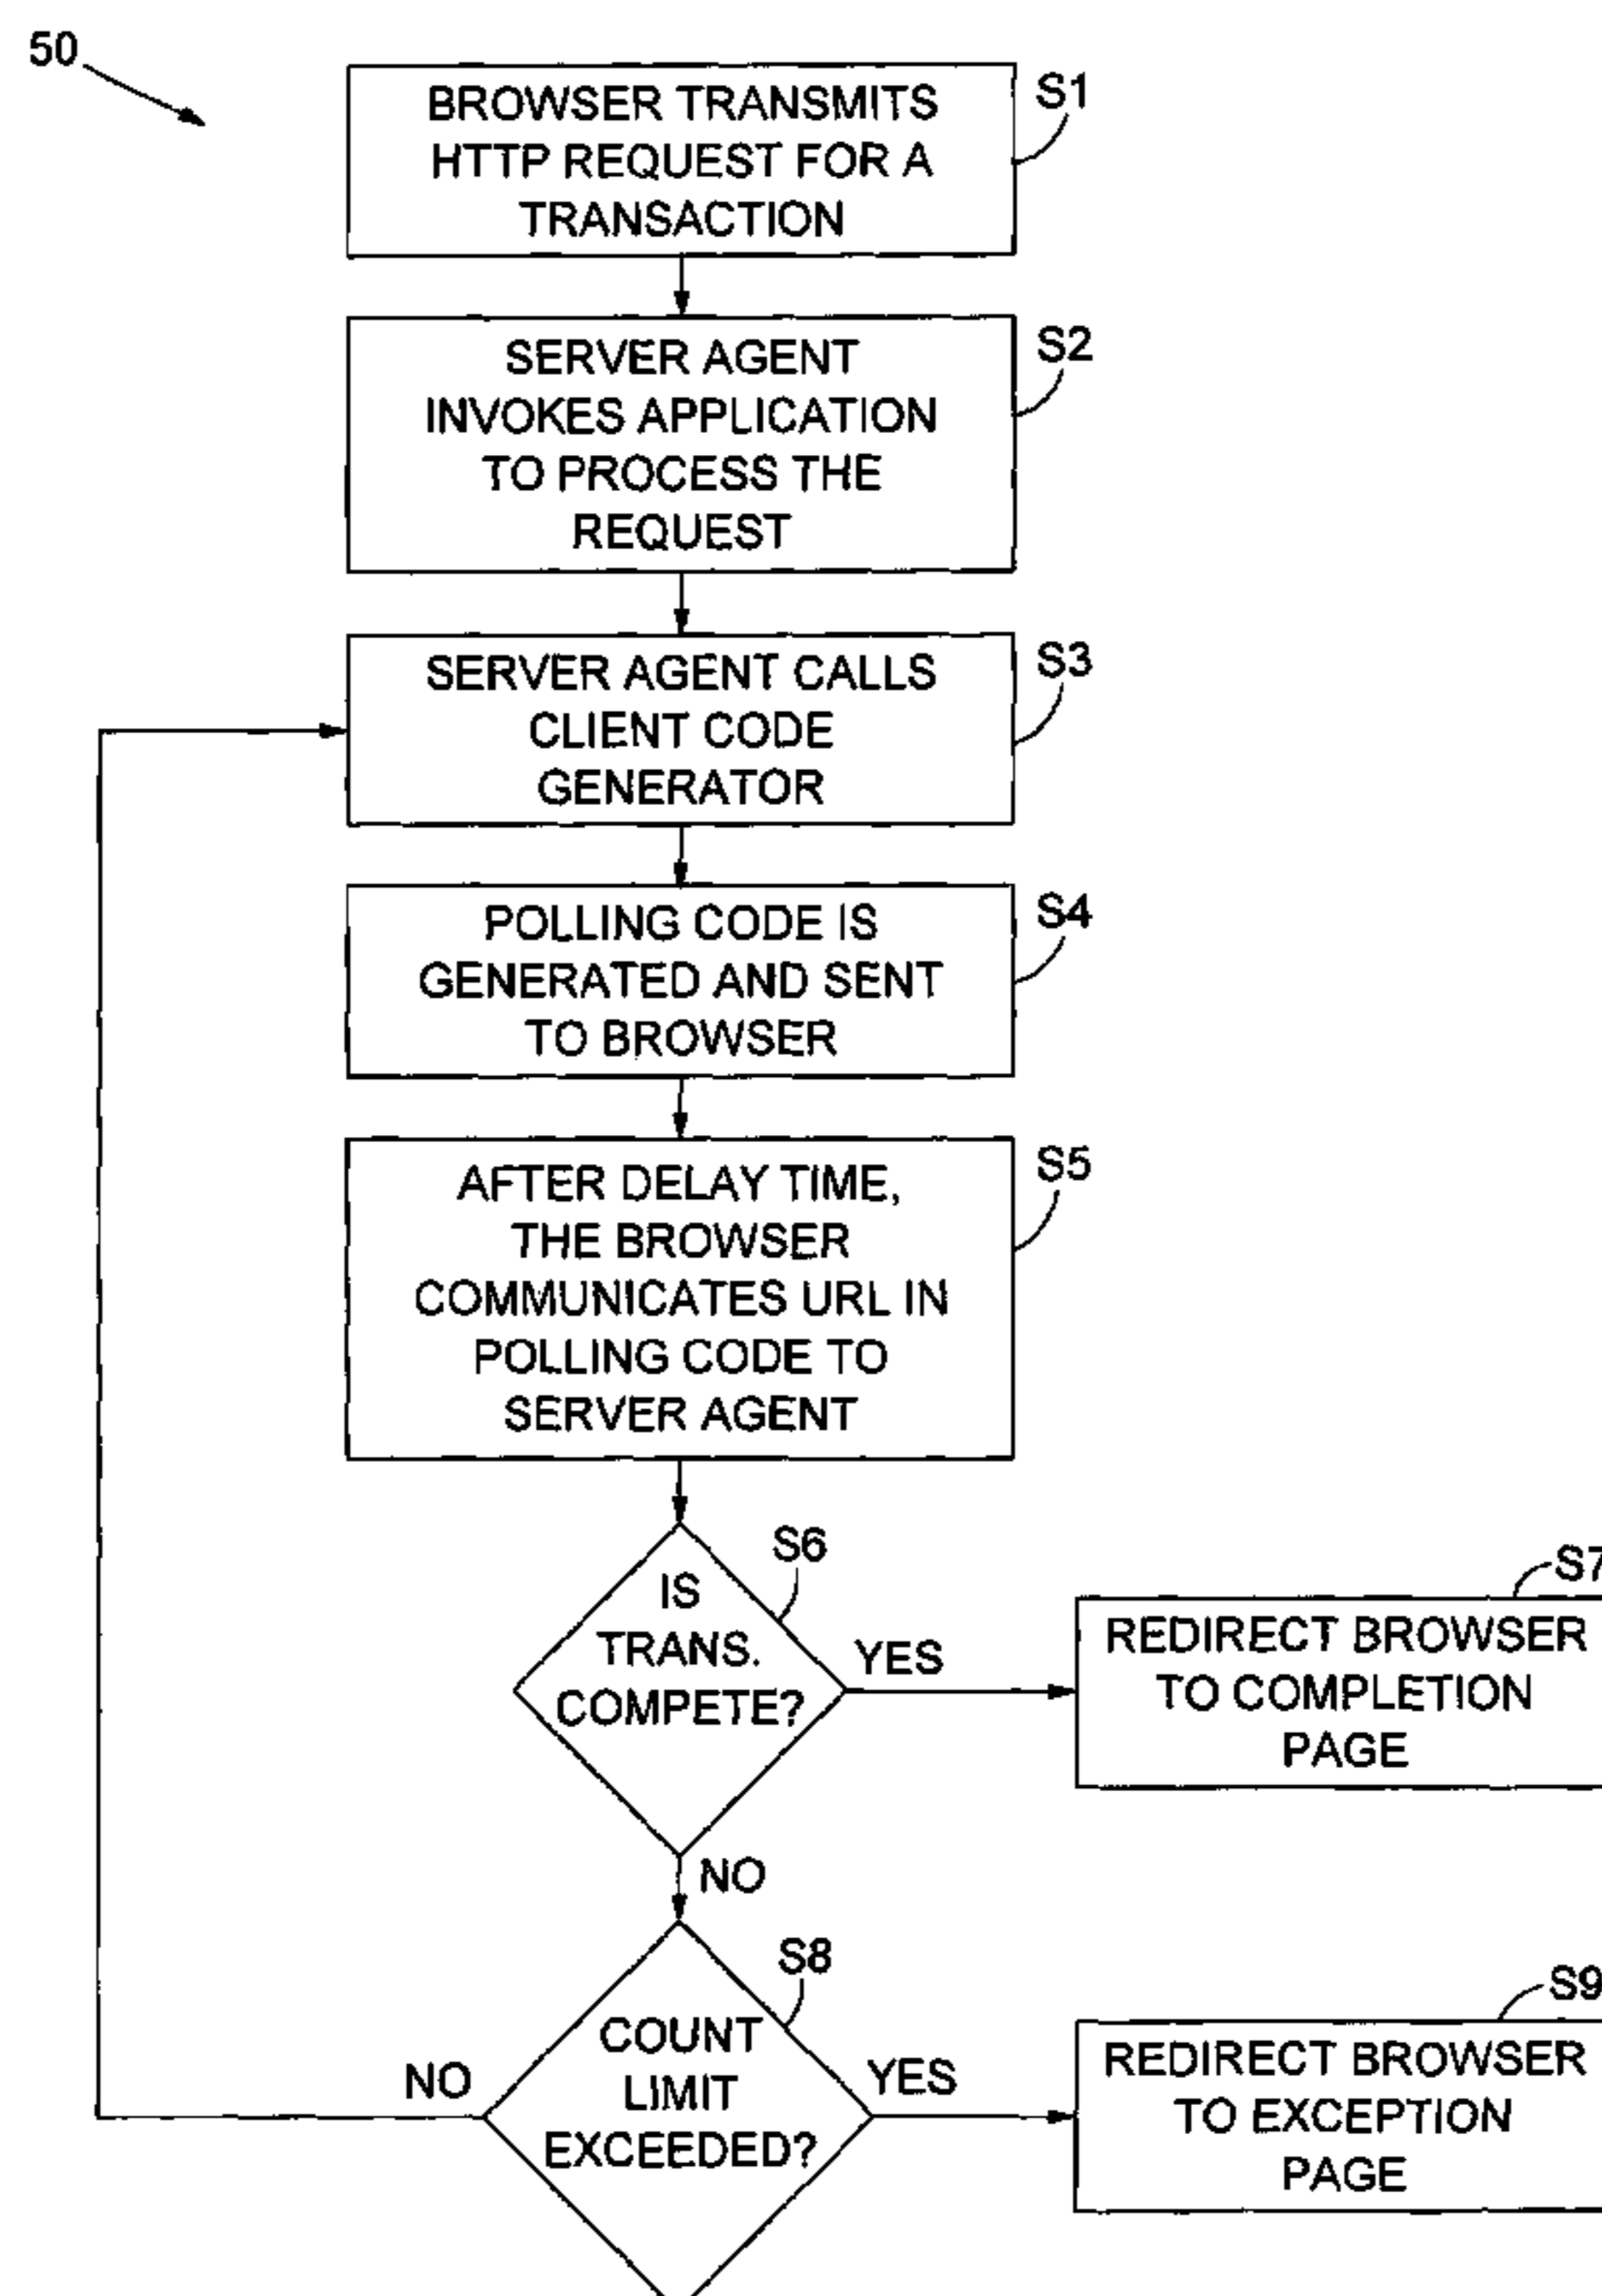 50
BROWSER TRANSMITS
HTTP REQUEST FOR A
TRANSACTION
S1
SERVER AGENT
INVOKES APPLICATION
TO PROCESS THE
REQUEST
S2
SERVER AGENT CALLS
CLIENT CODE
GENERATOR
S3
POLLING CODE IS
GENERATED AND SENT
TO BROWSER
S4
AFTER DELAY TIME,
THE BROWSER
COMMUNICATES URL IN
POLLING CODE TO
SERVER AGENT
S5
IS
TRANS.
COMPETE?
S6
YES
REDIRECT BROWSER
TO COMPLETION
PAGE
S7
NO
COUNT
LIMIT
EXCEEDED?
S8
NO
YES
REDIRECT BROWSER
TO EXCEPTION
PAGE
S9